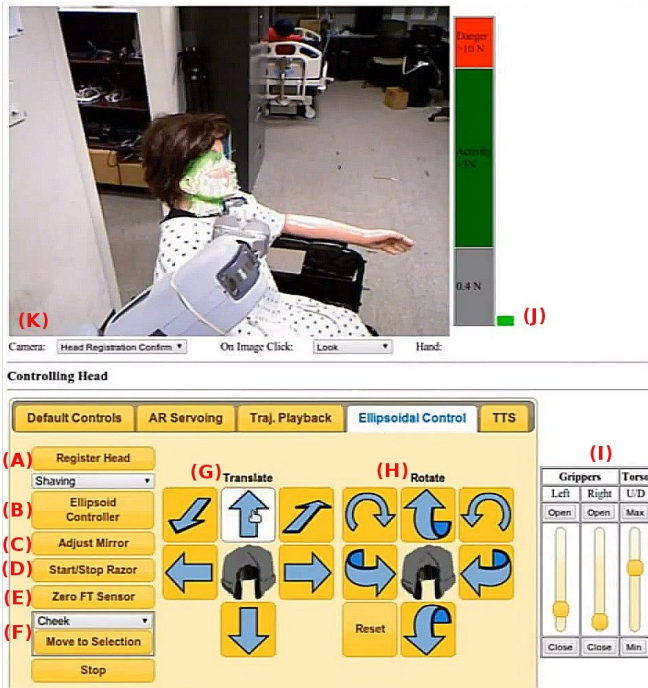 Danger
>10 N
Activity
>3N
0.4 N
(J)
(K)
Camera: Head Registration Confirm On Image Click: Look Hand:
Controlling Head
Default Controls AR Servoing Traj. Playback Ellipsoidal Control TTS
(A) Register Head
Shaving
(B) Ellipsoid
Controller
(C) Adjust Mirror
(D) Start/Stop Razor
(E) Zero FT Sensor
(F) Cheek
Move to Selection
Stop
(G) Translate
(H) Rotate
Reset
(I)
Grippers Torso
Left Right U/D
Open Open Max
Close Close Min